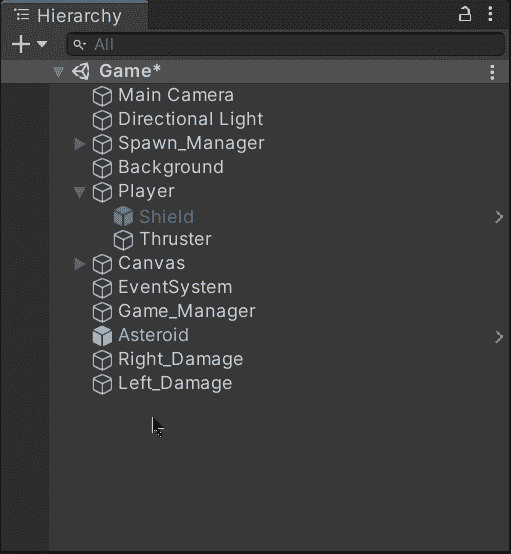 Hierarchy
All
Game*
Main Camera
Directional Light
Spawn_Manager
Background
Player
Shield
Thruster
Canvas
EventSystem
Game_Manager
Asteroid
Right_Damage
Left_Damage